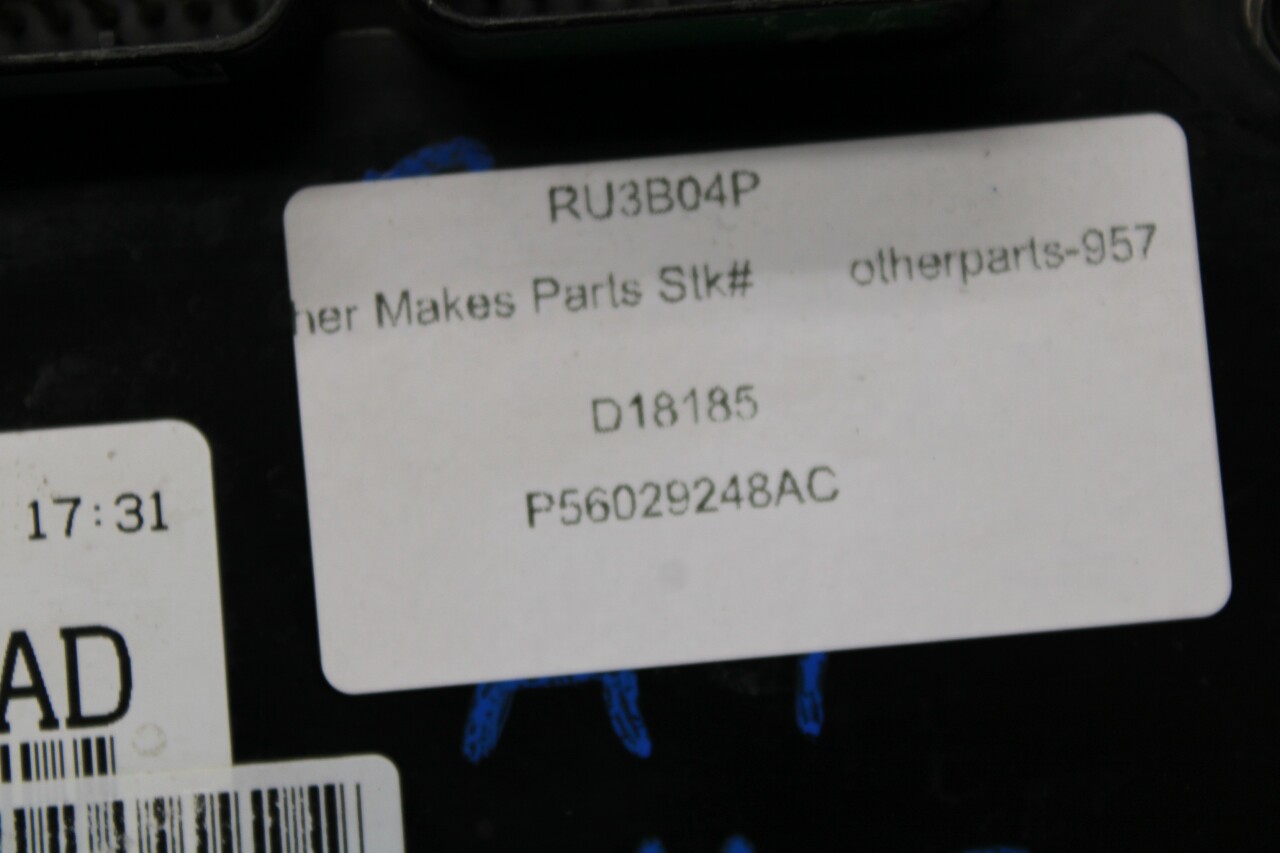 RU3B04P
her Makes Parts Stk# otherparts-957
D18185
P56029248AC
17:31
AD